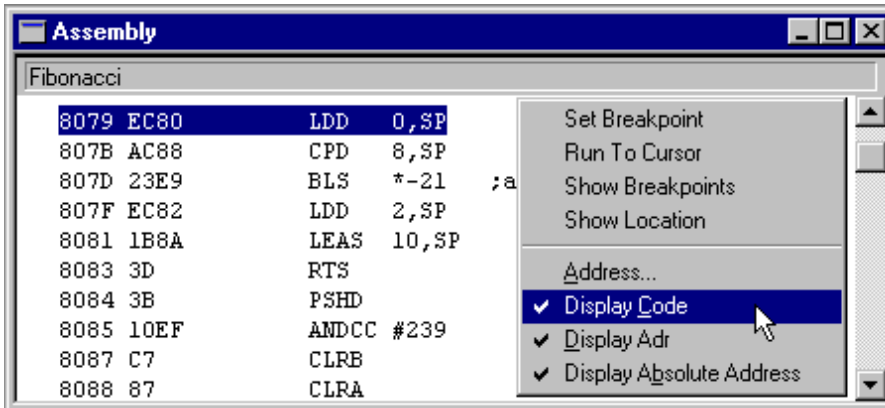 Assembly
Fibonacci
8079 EC80 LDD 0,SP
807B AC88 CPD 8,SP
807D 23E9 BLS *-21 ;a
807F EC82 LDD 2,SP
8081 1B8A LEAS 10,SP
8083 3D RTS
8084 3B PSHD
8085 10EF ANDCC #239
8087 C7 CLRB
8088 87 CLRA
Set Breakpoint
Run To Cursor
Show Breakpoints
Show Location
Address...
Display Code
Display Adr
Display Absolute Address